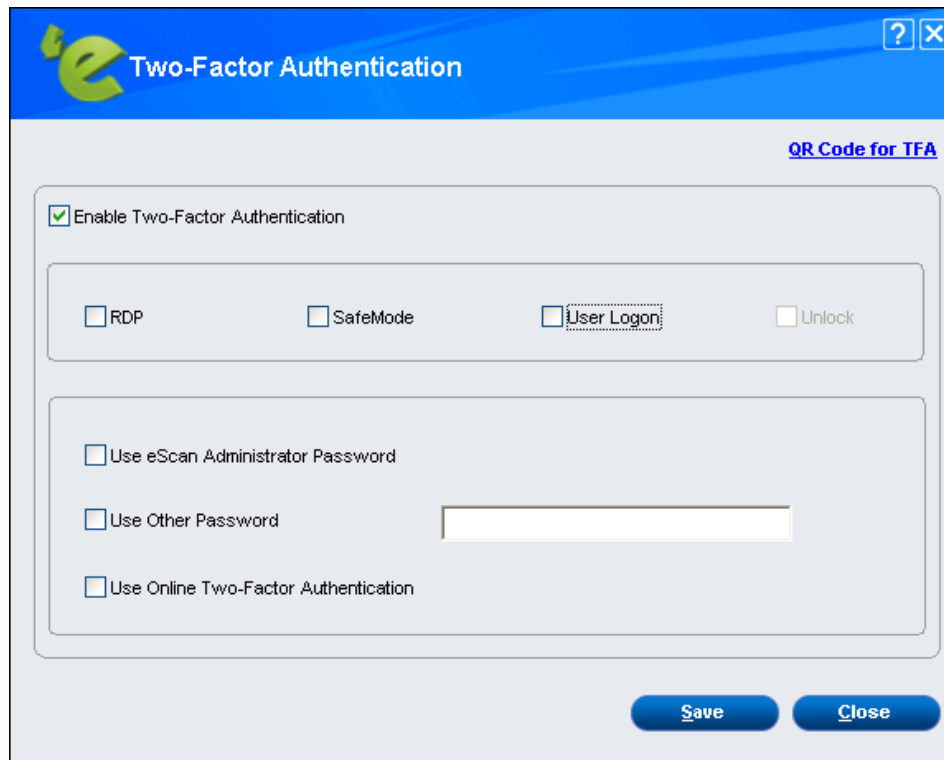 Two-Factor Authentication
QR Code for TFA
Enable Two-Factor Authentication
RDP SafeMode User Logon Unlock
Use eScan Administrator Password
Use Other Password
Use Online Two-Factor Authentication
Save Close